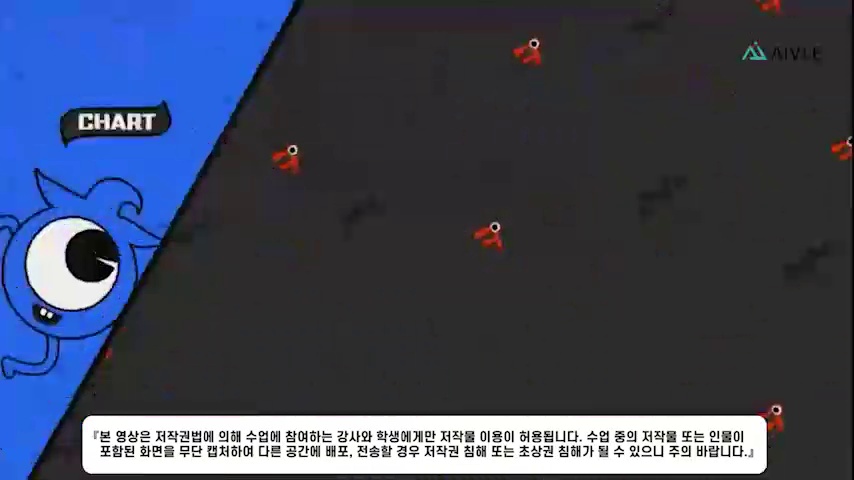 AIVLE
CHART
『본 영상은 저작권법에 의해 수업에 참여하는 강사와 학생에게만 저작물 이용이 허용됩니다. 수업 중의 저작물 또는 인물이
포함된 화면을 무단 캡처하여 다른 공간에 배포, 전송할 경우 저작권 침해 또는 초상권 침해가 될 수 있으니 주의 바랍니다.』